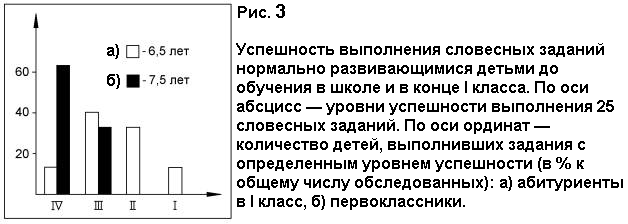 Рис. 3
Успешность выполнения словесных заданий
нормально развивающимися детьми до
обучения в школе и в конце I класса. По оси
абсцисс — уровни успешности выполнения 25
словесных заданий. По оси ординат —
количество детей, выполнивших задания с
определенным уровнем успешности (в % к
общему числу обследованных): а) абитуриенты
в I класс, б) первоклассники.
а) - 6,5 лет
б) - 7,5 лет
60
40
20
IV III II I